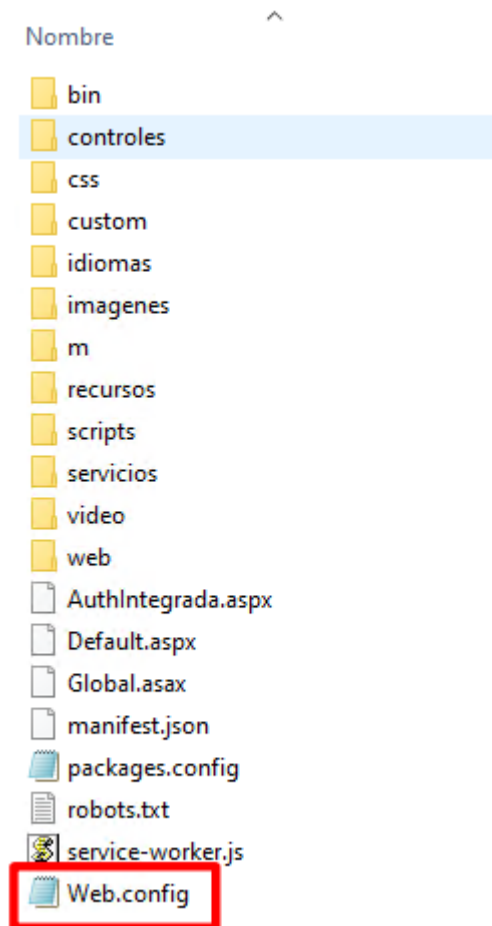 Nombre
bin
controles
css
custom
idiomas
imagenes
m
recursos
scripts
servicios
video
web
AuthIntegrada.aspx
Default.aspx
Global.asax
manifest.json
packages.config
robots.txt
service-worker.js
Web.config